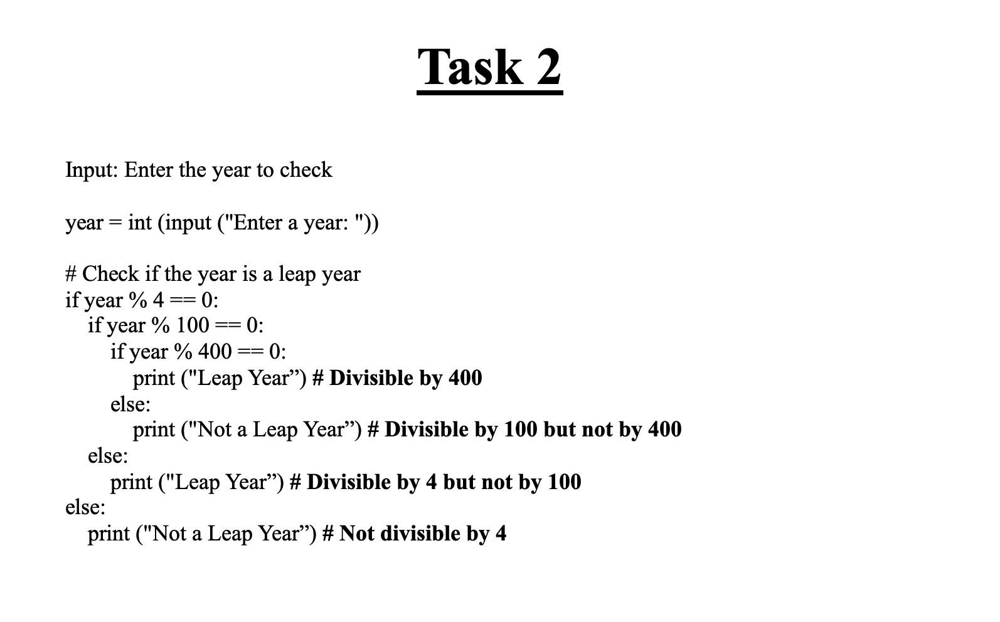 Task 2
Input: Enter the year to check
year = int (input ("Enter a year: "))
# Check if the year is a leap year
if year % 4 == 0:
if year % 100 == 0:
if year % 400 == 0:
print ("Leap Year”) # Divisible by 400
else:
print ("Not a Leap Year”) # Divisible by 100 but not by 400
else:
print ("Leap Year”) # Divisible by 4 but not by 100
else:
print ("Not a Leap Year”) # Not divisible by 4